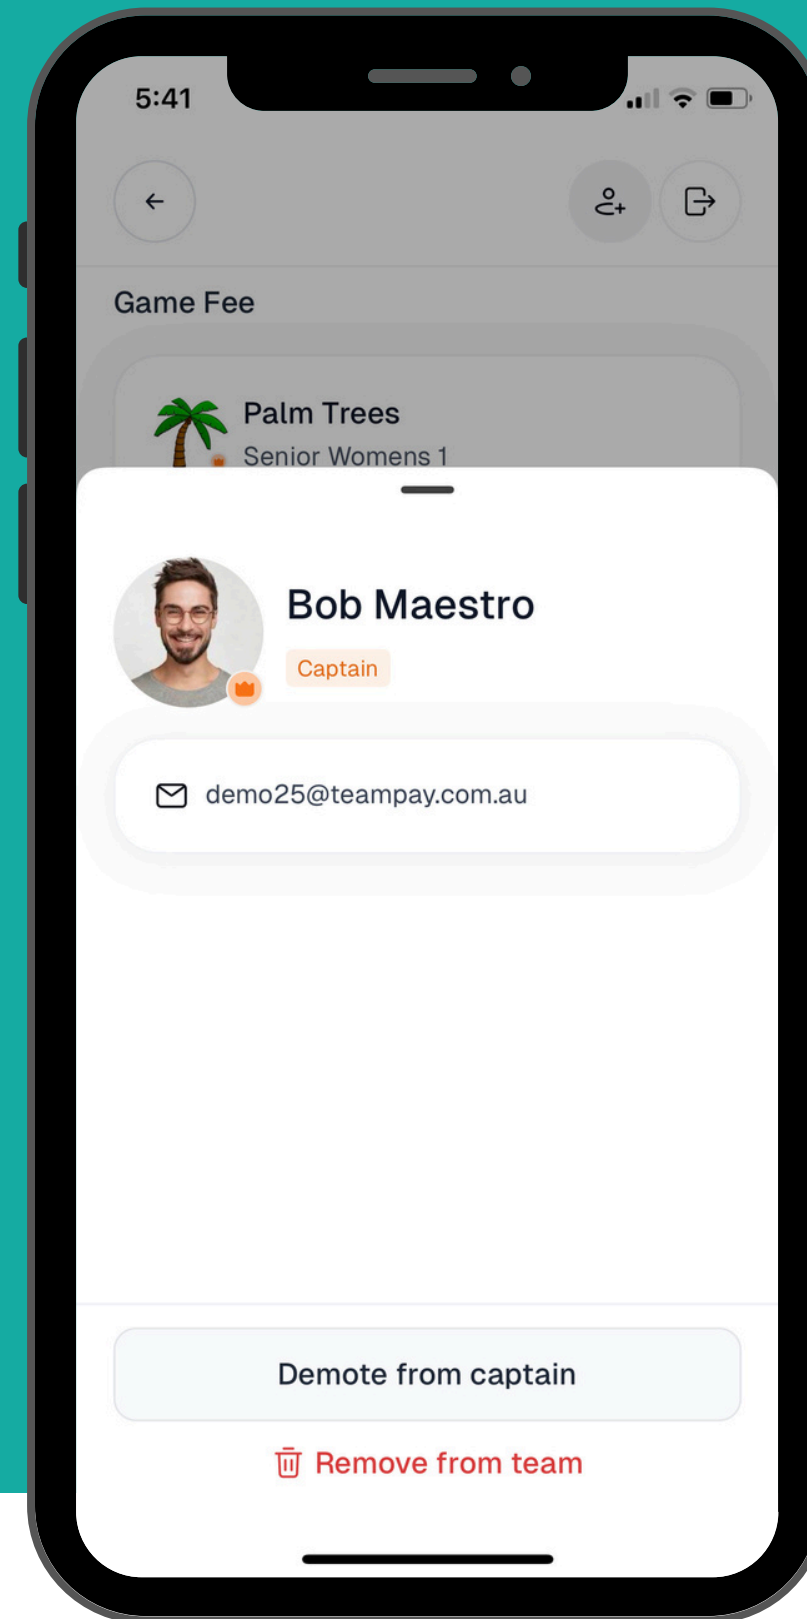 5:41
Game Fee
Palm Trees
Senior Womens 1
Bob Maestro
Captain
demo25@teampay.com.au
Demote from captain
Remove from team